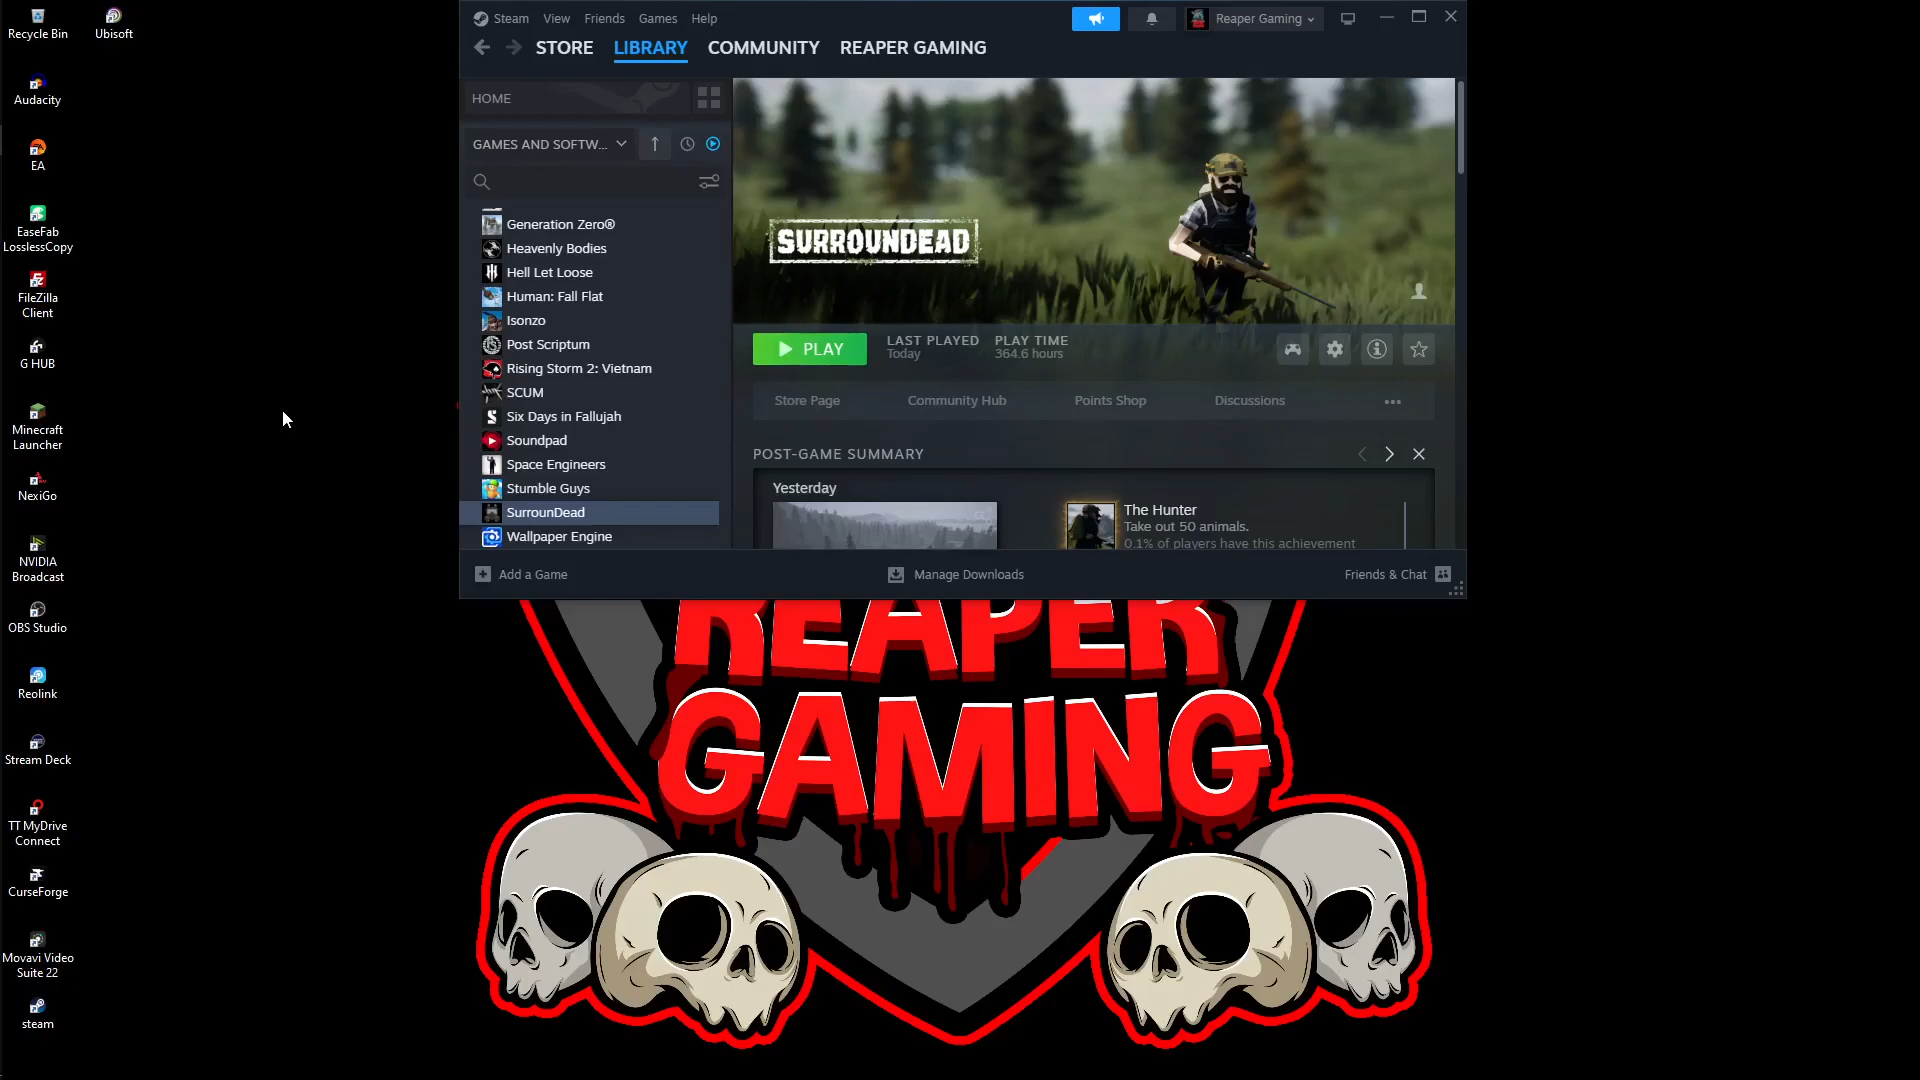 Recycle Bin
Ubisoft
Audacity
EA
EaseFab
LosslessCopy
FileZilla
Client
G HUB
Minecraft
Launcher
NexiGo
NVIDIA
Broadcast
OBS Studio
Reolink
Stream Deck
TT MyDrive
Connect
CurseForge
Movavi Video
Suite 22
steam
Steam View Friends Games Help
Reaper Gaming
STORE LIBRARY COMMUNITY REAPER GAMING
HOME
GAMES AND SOFTW...
Generation Zero®
Heavenly Bodies
Hell Let Loose
Human: Fall Flat
Isonzo
Post Scriptum
Rising Storm 2: Vietnam
SCUM
Six Days in Fallujah
Soundpad
Space Engineers
Stumble Guys
SurrounDead
Wallpaper Engine
SURROUNDEAD
PLAY
LAST PLAYED
Today
PLAY TIME
364.6 hours
Store Page Community Hub Points Shop Discussions
POST-GAME SUMMARY
Yesterday
The Hunter
Take out 50 animals.
0.1% of players have this achievement
Add a Game
Manage Downloads
Friends & Chat
REAPER
GAMING